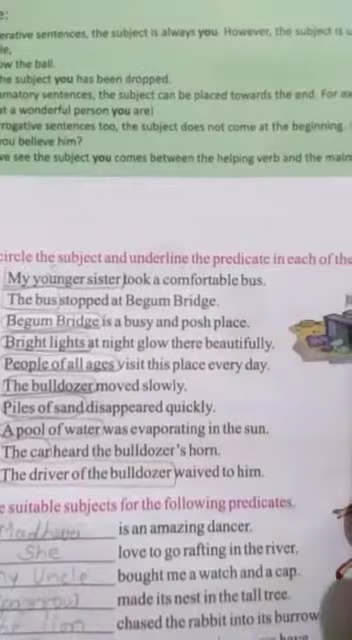 e:
erative sentences, the subject is always you. However, the subject is u
le,
ow the ball.
he subject you has been dropped.
amatory sentences, the subject can be placed towards the end. For ex
at a wonderful person you are!
rogative sentences too, the subject does not come at the beginning.
you believe him?
we see the subject you comes between the helping verb and the main
circle the subject and underline the predicate in each of the
My younger sister took a comfortable bus.
The bus stopped at Begum Bridge.
Begum Bridge is a busy and posh place.
Bright lights at night glow there beautifully.
People of all ages visit this place every day.
The bulldozer moved slowly.
Piles of sand disappeared quickly.
A pool of water was evaporating in the sun.
The car heard the bulldozer's horn.
The driver of the bulldozer waived to him.
e suitable subjects for the following predicates.
is an amazing dancer.
She love to go rafting in the river.
my Uncle bought me a watch and a cap.
made its nest in the tall tree.
lion chased the rabbit into its burrow
have